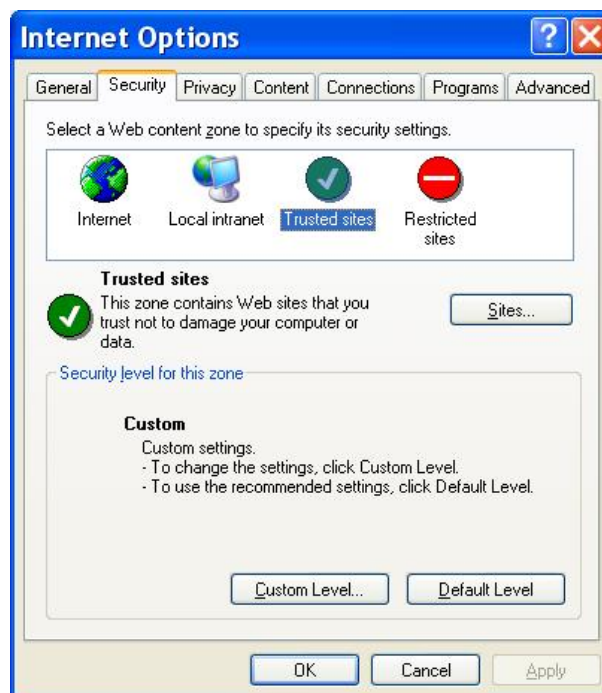 Internet Options
General Security Privacy Content Connections Programs Advanced
Select a Web content zone to specify its security settings.
Internet Local intranet Trusted sites Restricted
sites
Trusted sites
This zone contains Web sites that you
trust not to damage your computer or
data.
Sites...
Security level for this zone
Custom
Custom settings.
- To change the settings, click Custom Level.
- To use the recommended settings, click Default Level.
Custom Level... Default Level
OK Cancel Apply